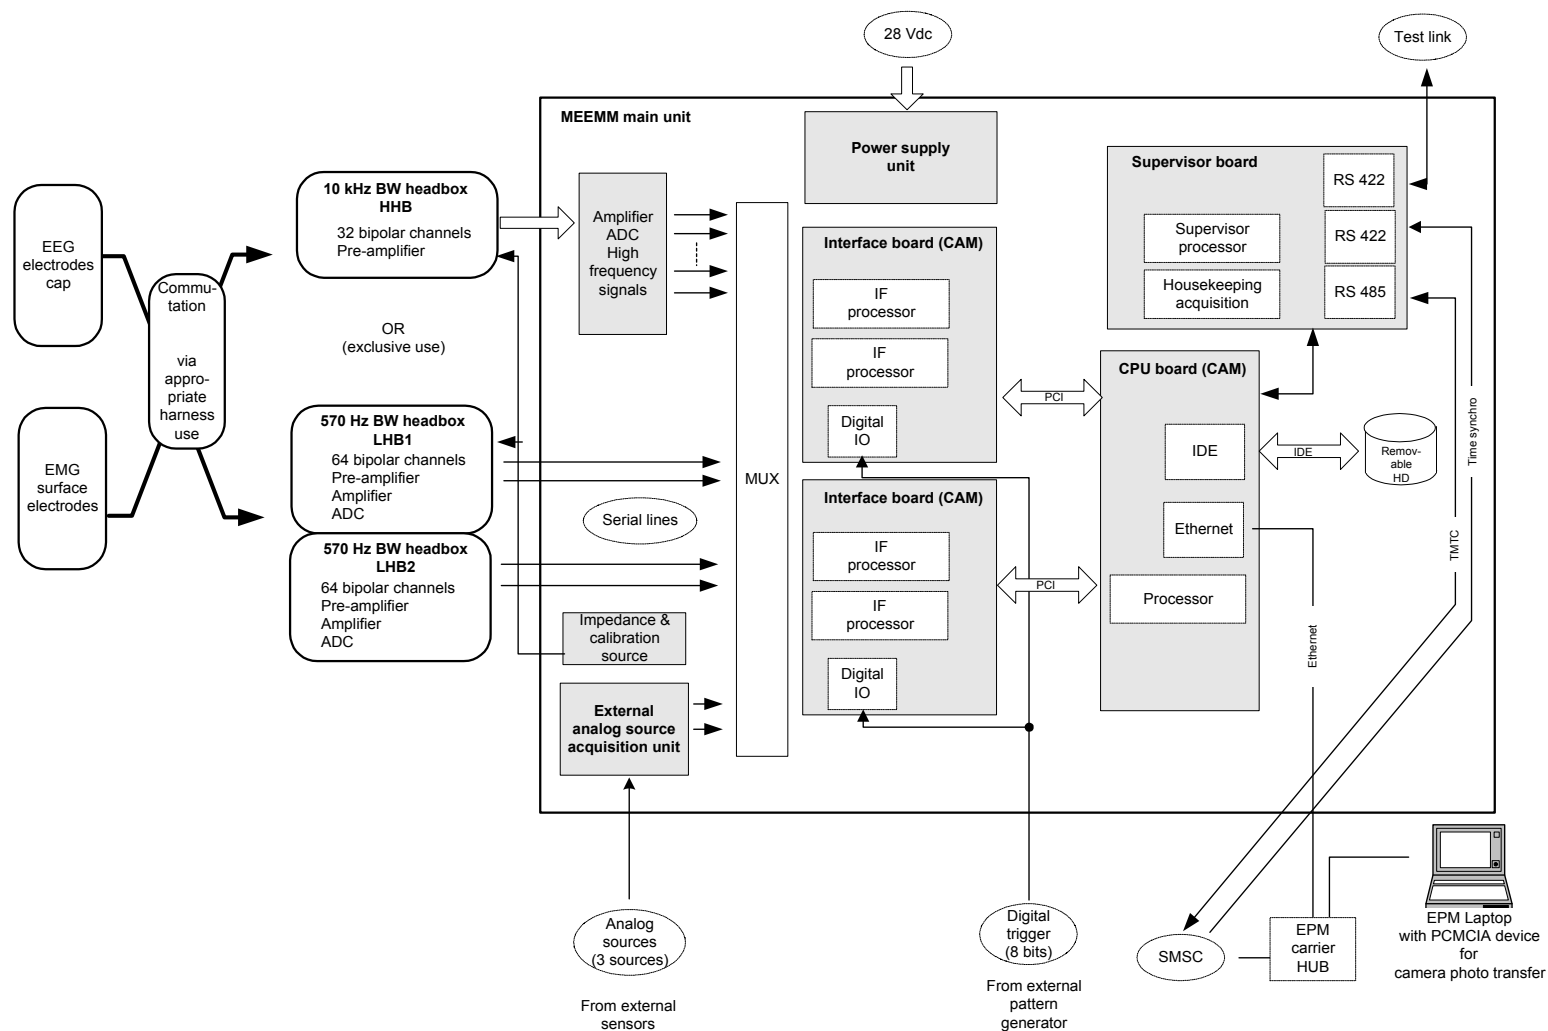 28 Vdc
Test link
MEEMM main unit
Power supply
unit
Supervisor board
RS 422
Supervisor
processor
RS 422
Housekeeping
acquisition
RS 485
10 kHz BW headbox
HHB
32 bipolar channels
Pre-amplifier
Amplifier
ADC
High
frequency
signals
EEG
electrodes
cap
Commu-
tation
via
appro-
priate
harness
use
OR
(exclusive use)
EMG
surface
electrodes
570 Hz BW headbox
LHB1
64 bipolar channels
Pre-amplifier
Amplifier
ADC
570 Hz BW headbox
LHB2
64 bipolar channels
Pre-amplifier
Amplifier
ADC
Serial lines
Impedance &
calibration
source
External
analog source
acquisition unit
MUX
Interface board (CAM)
IF
processor
IF
processor
Digital
IO
Interface board (CAM)
IF
processor
IF
processor
Digital
IO
PCI
PCI
CPU board (CAM)
IDE
Ethernet
Processor
IDE
Remov-
able
HD
Time synchro
TMTC
Ethernet
Analog
sources
(3 sources)
From external
sensors
Digital
trigger
(8 bits)
From external
pattern
generator
SMSC
EPM
carrier
HUB
EPM Laptop
with PCMCIA device
for
camera photo transfer